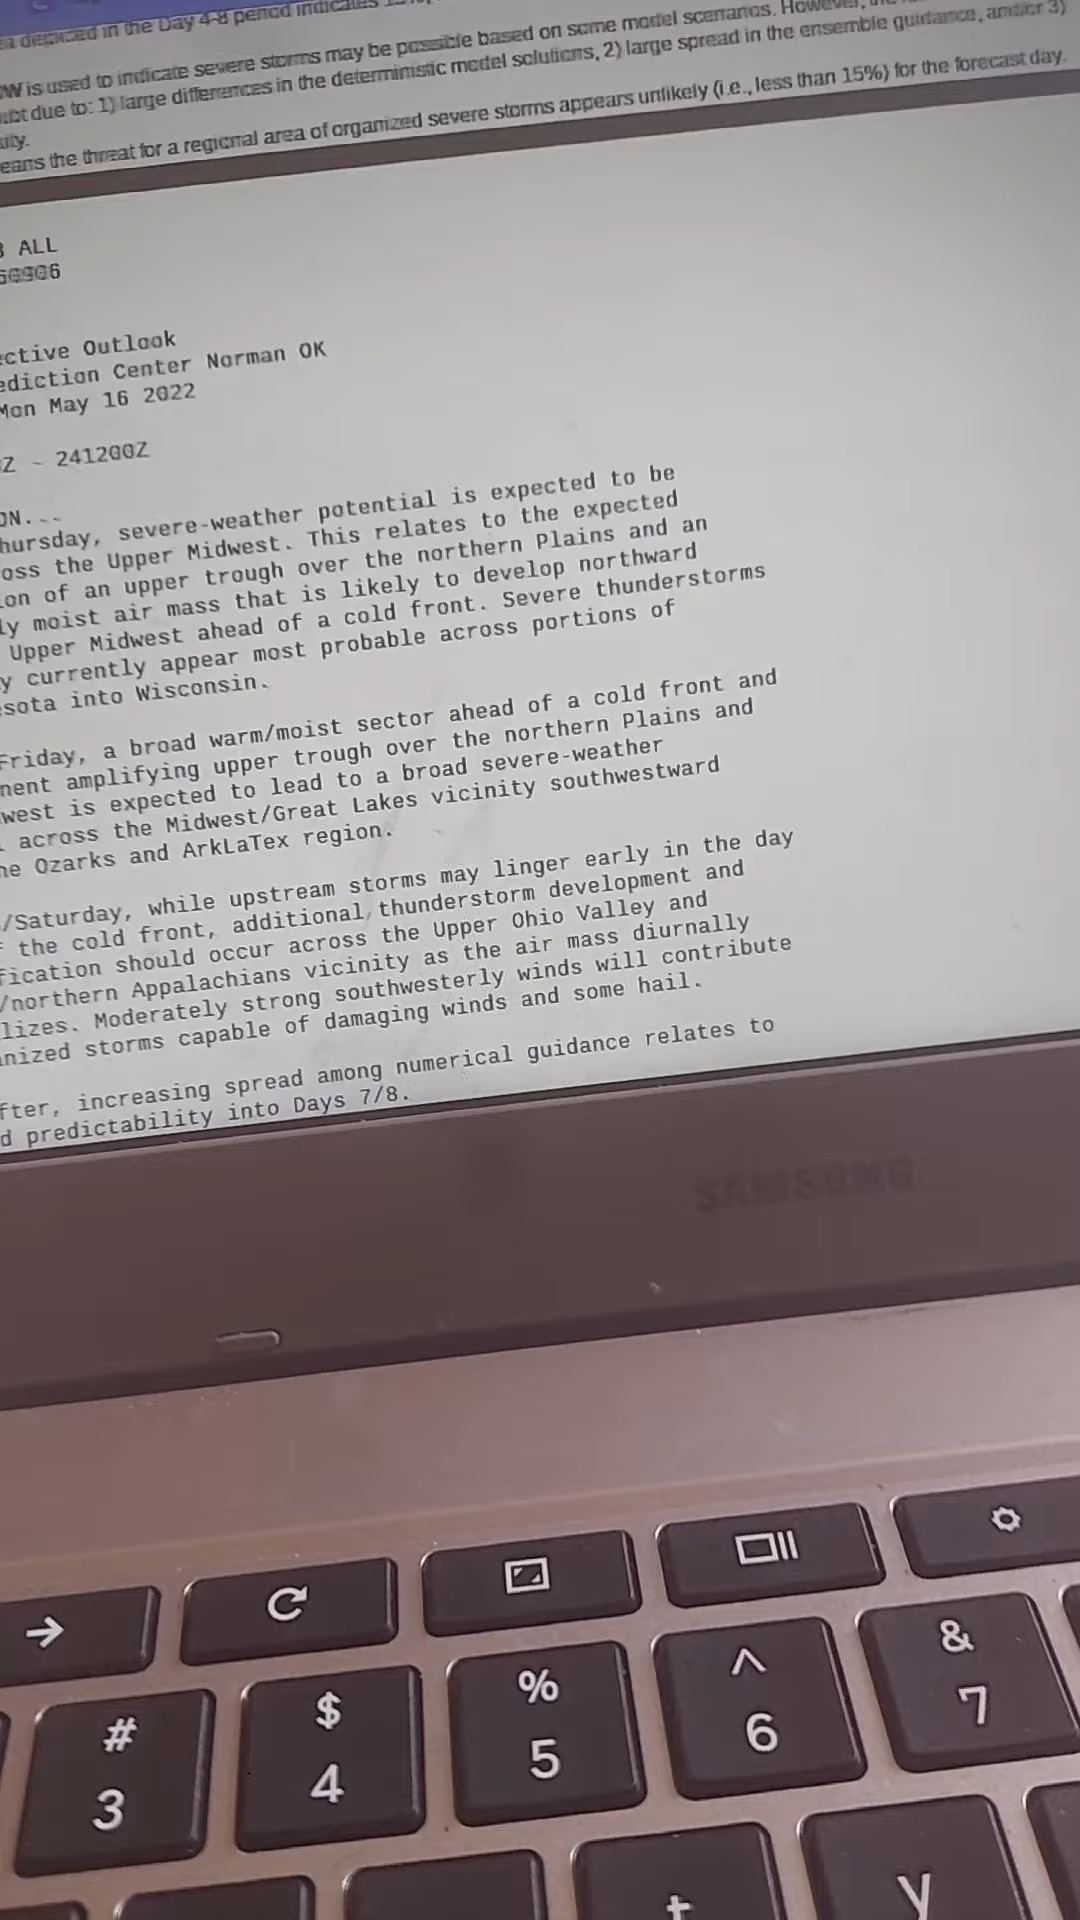 depicted in the Day 4-8 period indicates
is used to indicate severe storms may be possible based on some model scenarios. However,
due to: 1) large differences in the deterministic model solutions, 2) large spread in the ensemble guidance, and/or 3)
eans the threat for a regional area of organized severe storms appears unlikely (i.e., less than 15%) for the forecast day.
ALL
60906
ective Outlook
ediction Center Norman OK
Mon May 16 2022
Z - 241200Z
ON...
hursday, severe-weather potential is expected to be
oss the Upper Midwest. This relates to the expected
ion of an upper trough over the northern Plains and an
ly moist air mass that is likely to develop northward
Upper Midwest ahead of a cold front. Severe thunderstorms
y currently appear most probable across portions of
sota into Wisconsin.
Friday, a broad warm/moist sector ahead of a cold front and
nent amplifying upper trough over the northern Plains and
west is expected to lead to a broad severe-weather
l across the Midwest/Great Lakes vicinity southwestward
he Ozarks and ArkLaTex region.
/Saturday, while upstream storms may linger early in the day
f the cold front, additional thunderstorm development and
fication should occur across the Upper Ohio Valley and
/northern Appalachians vicinity as the air mass diurnally
lizes. Moderately strong southwesterly winds will contribute
nized storms capable of damaging winds and some hail.
fter, increasing spread among numerical guidance relates to
d predictability into Days 7/8.
SAMSUNG
# $ % ^ &
3 4 5 6 7
t y